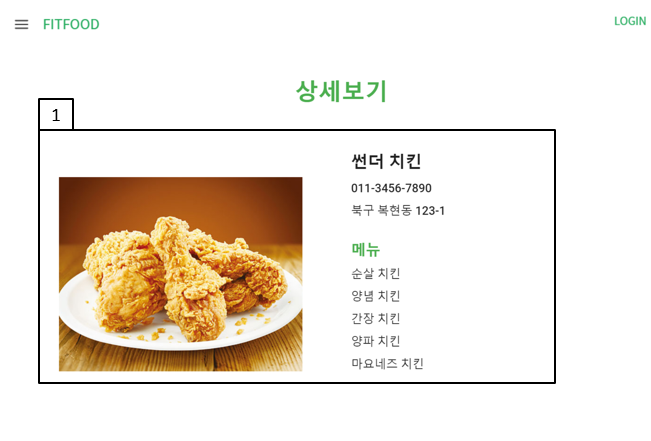 FITFOOD
LOGIN
상세보기
1
썬더 치킨
011-3456-7890
북구 복현동 123-1
메뉴
순살 치킨
양념 치킨
간장 치킨
양파 치킨
마요네즈 치킨